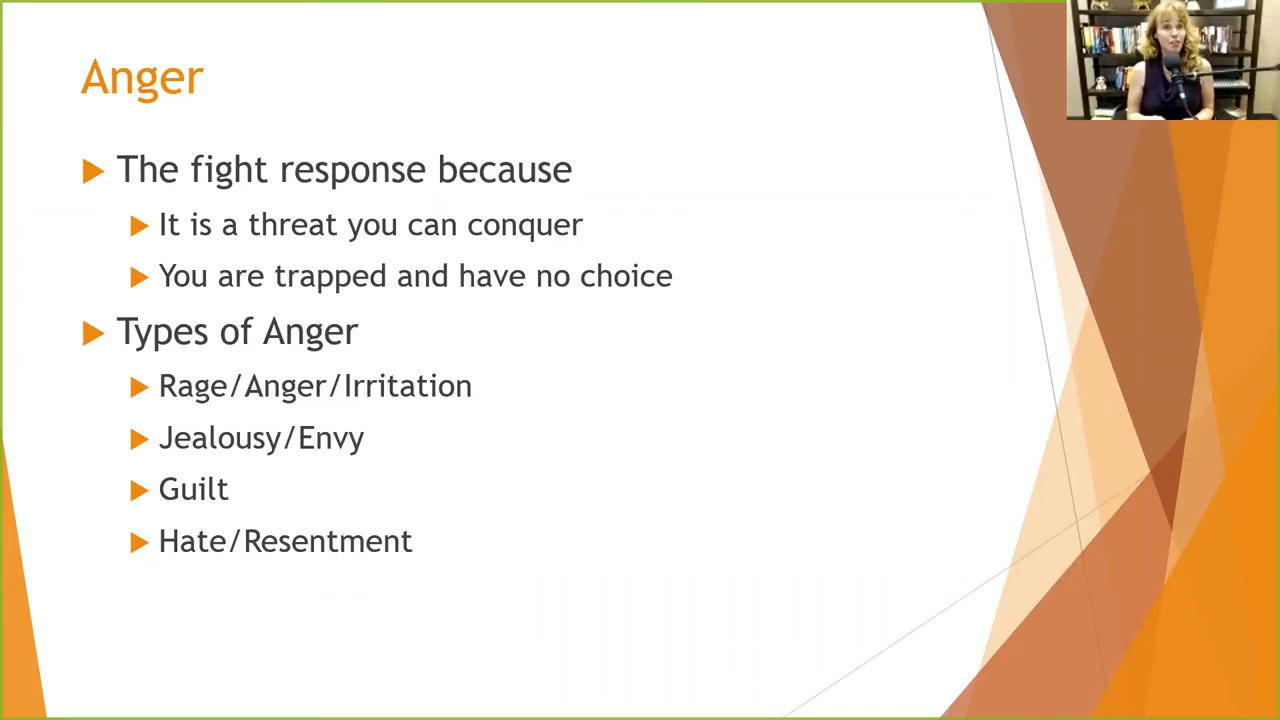 Anger
The fight response because
It is a threat you can conquer
You are trapped and have no choice
Types of Anger
Rage/Anger/Irritation
Jealousy/Envy
Guilt
Hate/Resentment